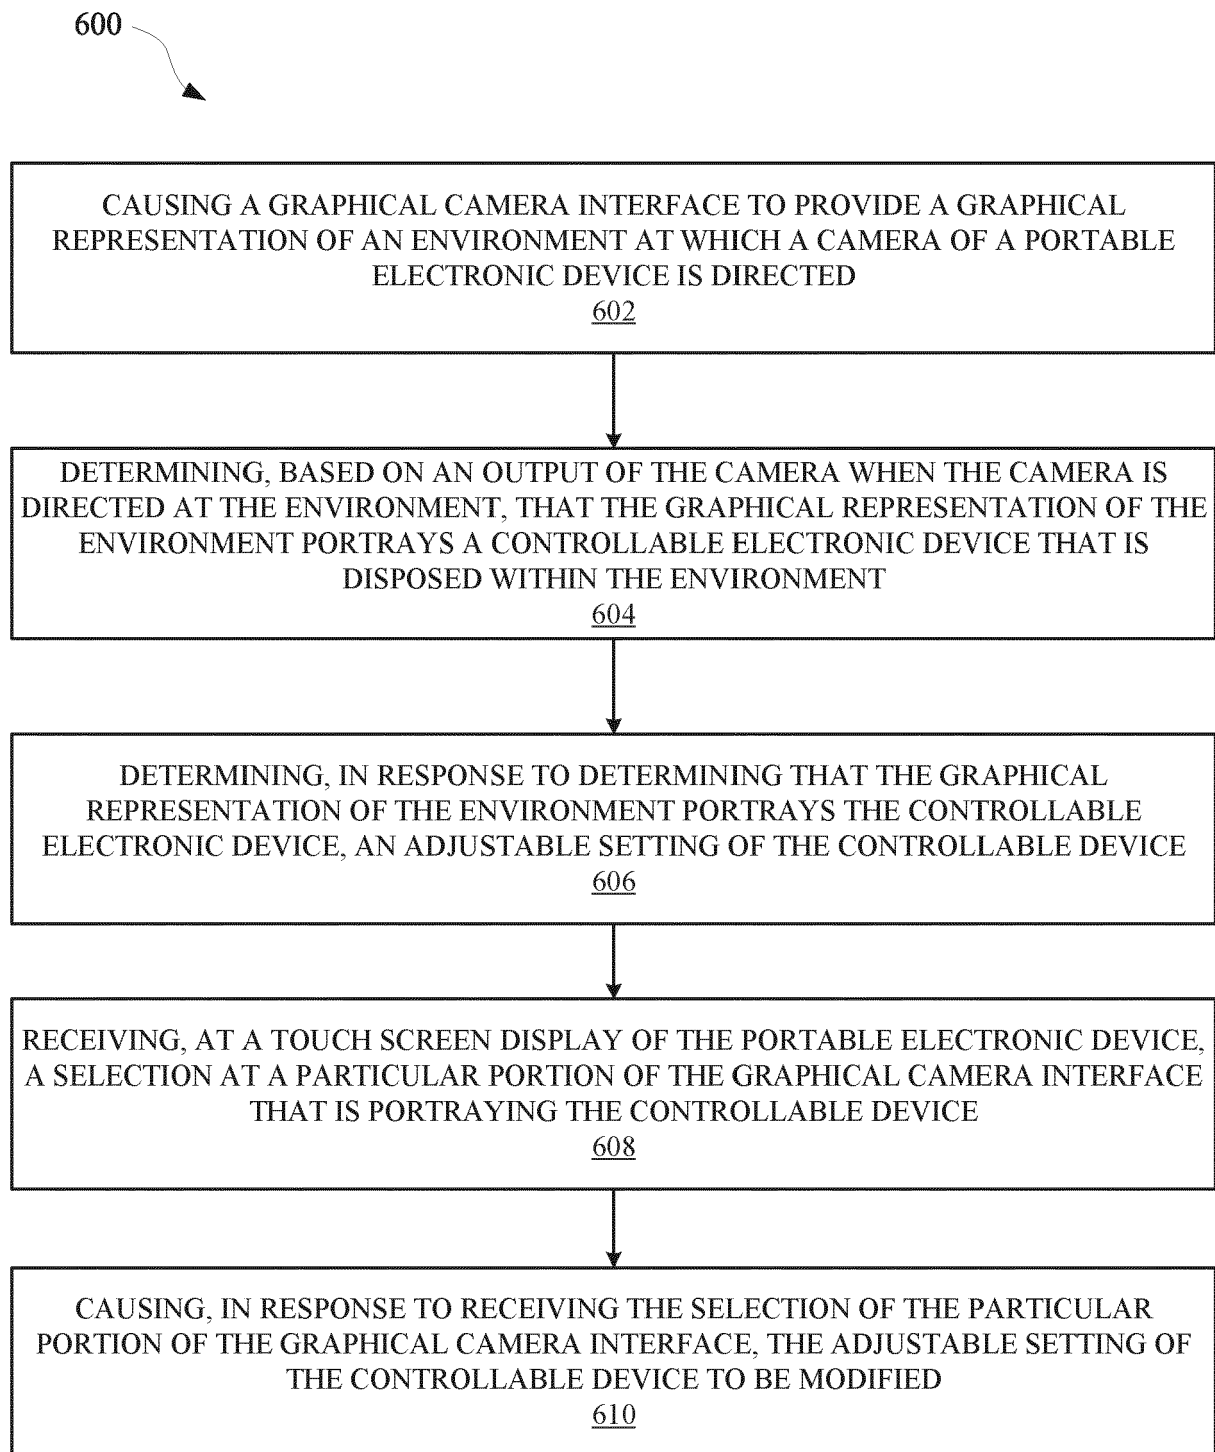 600
CAUSING A GRAPHICAL CAMERA INTERFACE TO PROVIDE A GRAPHICAL
REPRESENTATION OF AN ENVIRONMENT AT WHICH A CAMERA OF A PORTABLE
ELECTRONIC DEVICE IS DIRECTED
602
DETERMINING, BASED ON AN OUTPUT OF THE CAMERA WHEN THE CAMERA IS
DIRECTED AT THE ENVIRONMENT, THAT THE GRAPHICAL REPRESENTATION OF THE
ENVIRONMENT PORTRAYS A CONTROLLABLE ELECTRONIC DEVICE THAT IS
DISPOSED WITHIN THE ENVIRONMENT
604
DETERMINING, IN RESPONSE TO DETERMINING THAT THE GRAPHICAL
REPRESENTATION OF THE ENVIRONMENT PORTRAYS THE CONTROLLABLE
ELECTRONIC DEVICE, AN ADJUSTABLE SETTING OF THE CONTROLLABLE DEVICE
606
RECEIVING, AT A TOUCH SCREEN DISPLAY OF THE PORTABLE ELECTRONIC DEVICE,
A SELECTION AT A PARTICULAR PORTION OF THE GRAPHICAL CAMERA INTERFACE
THAT IS PORTRAYING THE CONTROLLABLE DEVICE
608
CAUSING, IN RESPONSE TO RECEIVING THE SELECTION OF THE PARTICULAR
PORTION OF THE GRAPHICAL CAMERA INTERFACE, THE ADJUSTABLE SETTING OF
THE CONTROLLABLE DEVICE TO BE MODIFIED
610